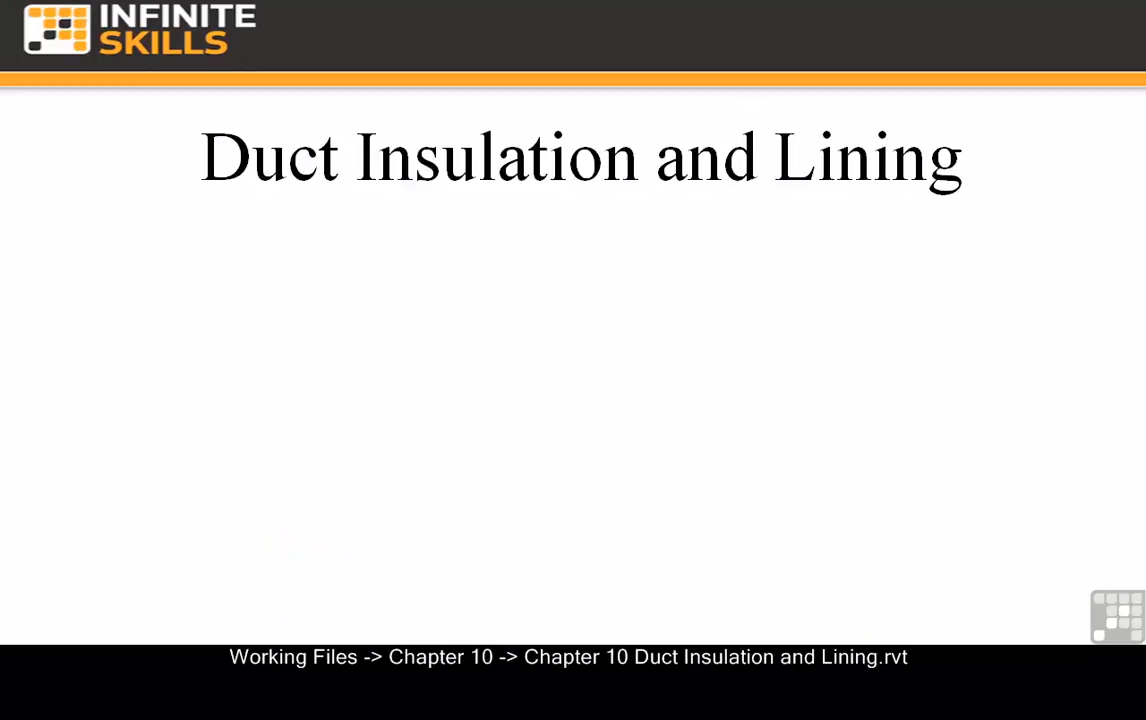 INFINITE
SKILLS
Duct Insulation and Lining
Working Files -> Chapter 10 -> Chapter 10 Duct Insulation and Lining.rvt